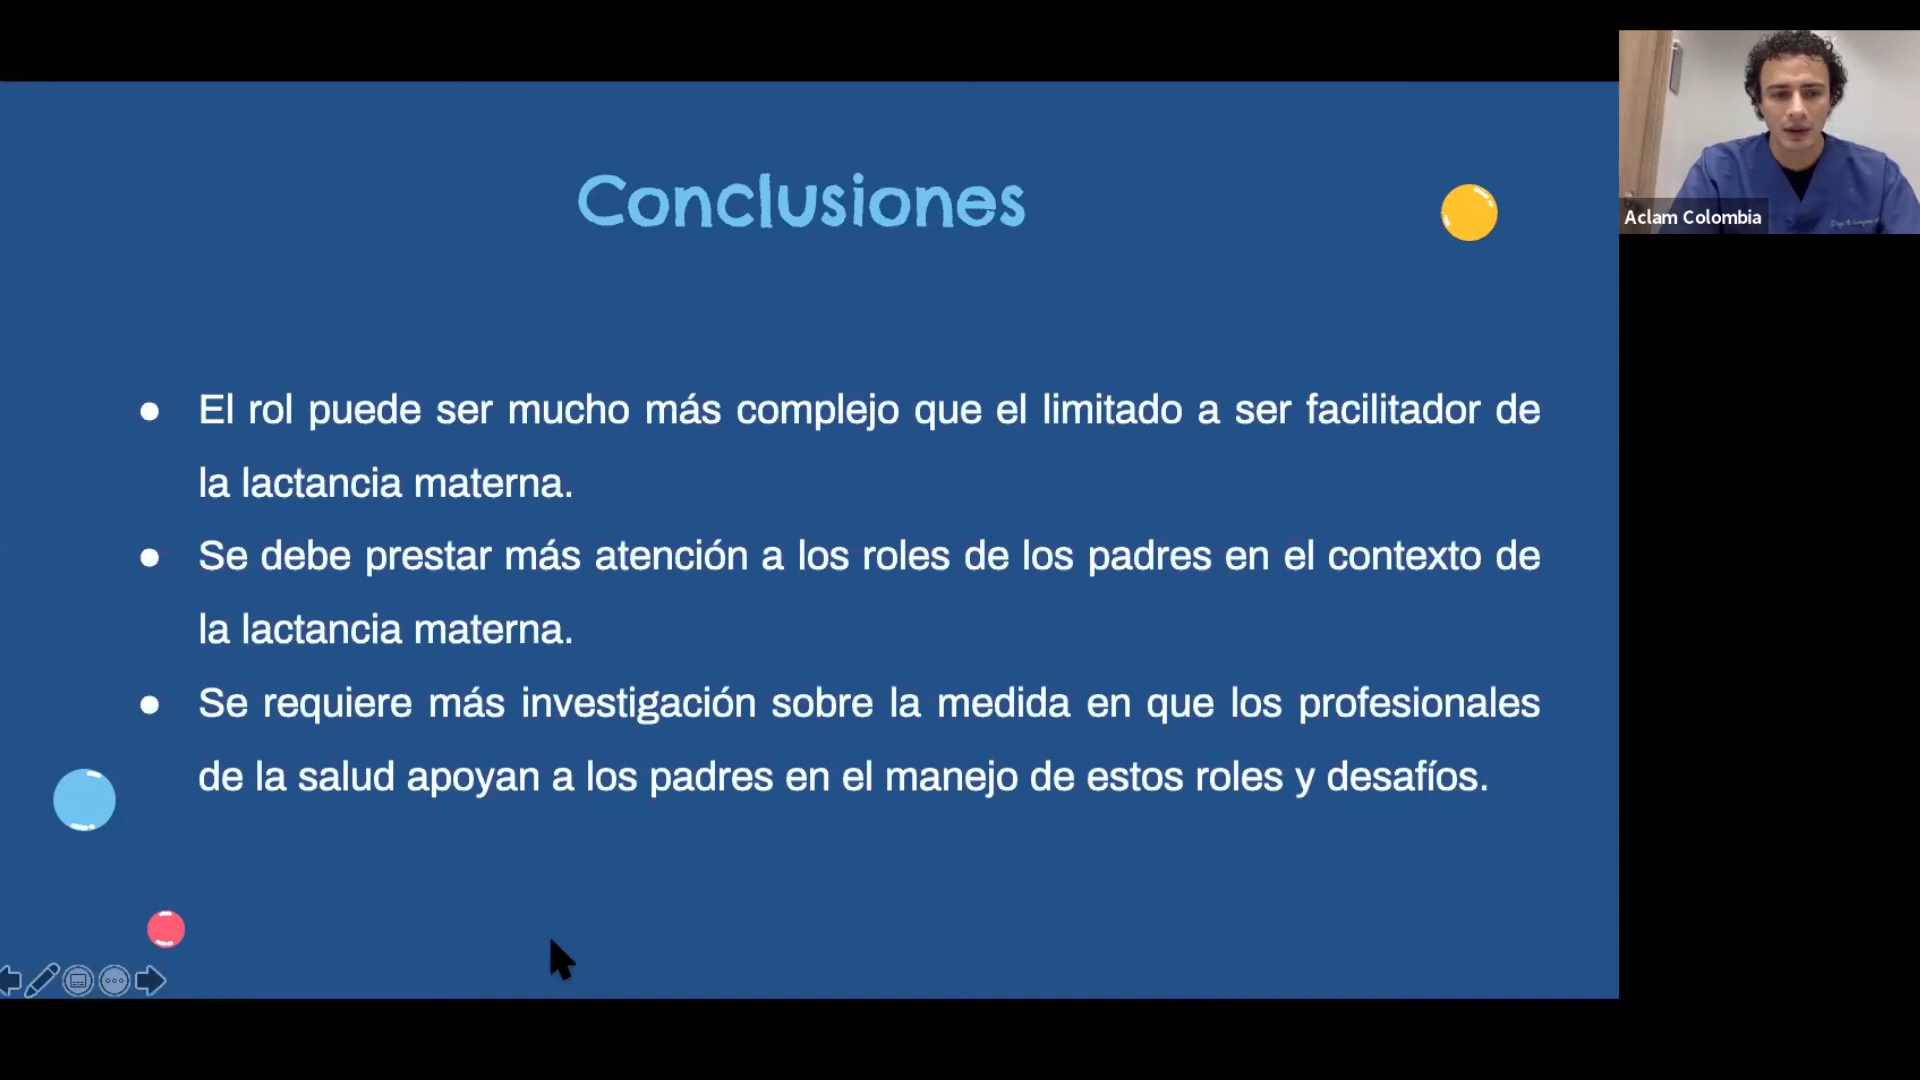 Conclusiones
Aclam Colombia
● El rol puede ser mucho más complejo que el limitado a ser facilitador de
la lactancia materna.
● Se debe prestar más atención a los roles de los padres en el contexto de
la lactancia materna.
● Se requiere más investigación sobre la medida en que los profesionales
de la salud apoyan a los padres en el manejo de estos roles y desafíos.